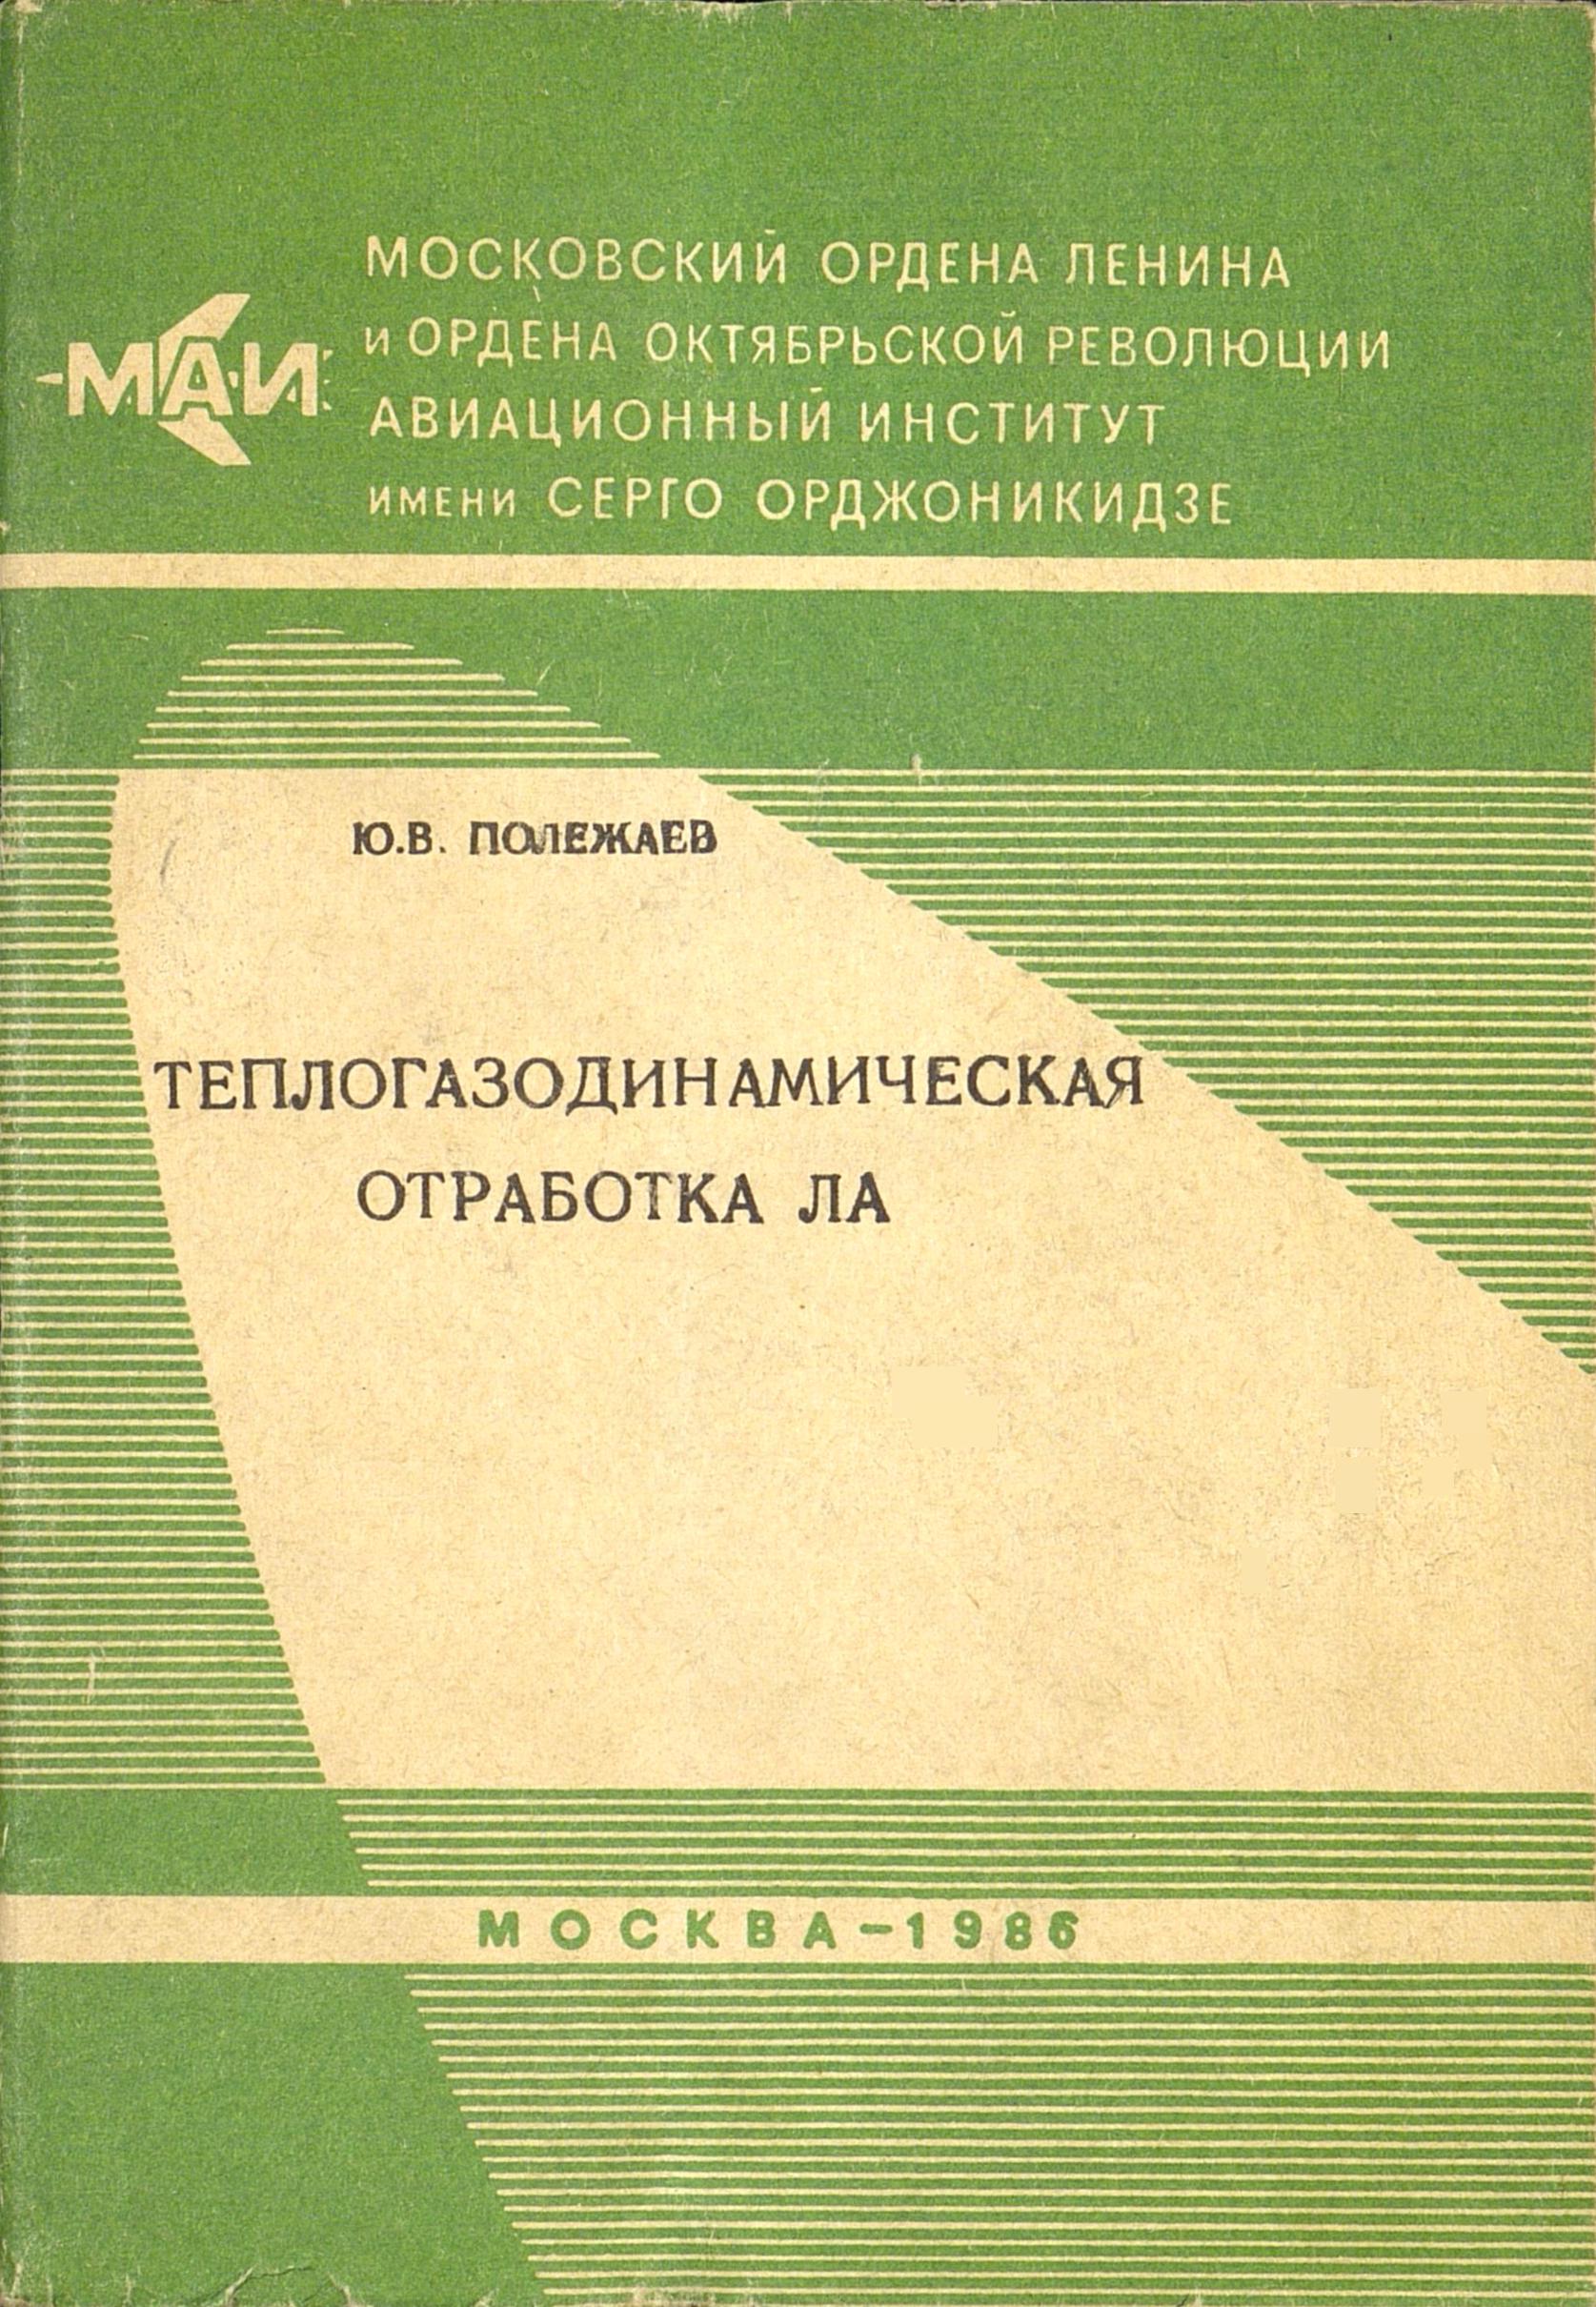 МОСКОВСКИЙ ОРДЕНА ЛЕНИНА
и ОРДЕНА ОКТЯБРЬСКОЙ РЕВОЛЮЦИИ
МАИ
АВИАЦИОННЫЙ ИНСТИТУТ
ИМЕНИ СЕРГО ОРДЖОНИКИДЗЕ
Ю.В. ПОЛЕЖАЕВ
ТЕПЛОГАЗОДИНАМИЧЕСКАЯ
ОТРАБОТКА ЛА
МОСКВА-1986